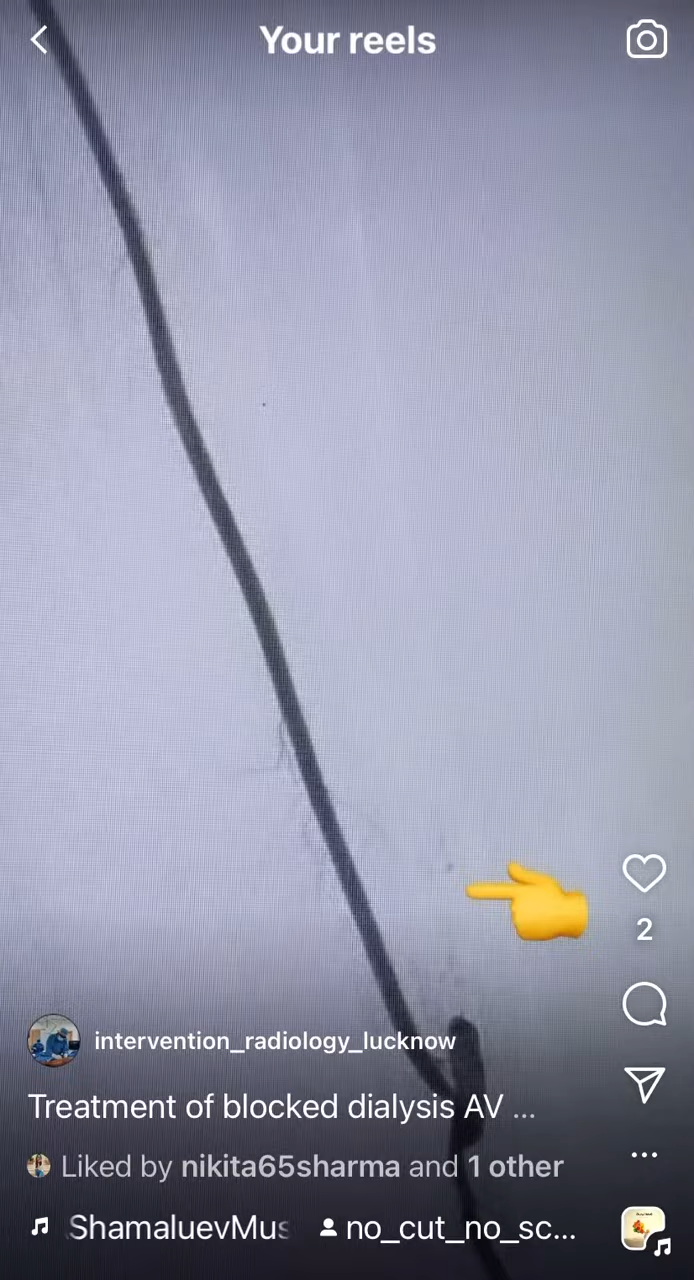 Your reels
intervention_radiology_lucknow
Treatment of blocked dialysis AV ...
Liked by nikita65sharma and 1 other
ShamaluevMus no_cut_no_sc...
2